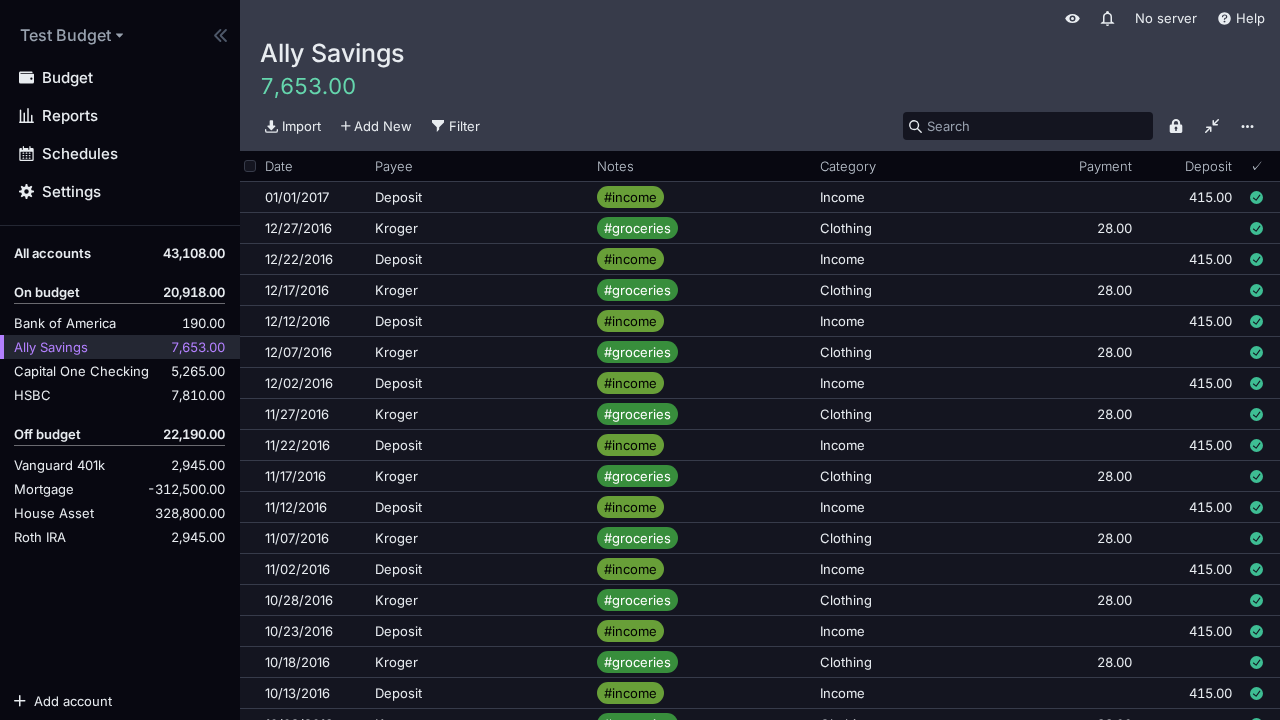 Test Budget
Budget
Reports
Schedules
Settings
All accounts 43,108.00
On budget 20,918.00
Bank of America 190.00
Ally Savings 7,653.00
Capital One Checking 5,265.00
HSBC 7,810.00
Off budget 22,190.00
Vanguard 401k 2,945.00
Mortgage -312,500.00
House Asset 328,800.00
Roth IRA 2,945.00
Add account
No server Help
Ally Savings
7,653.00
Import Add New Filter Search
Date Payee Notes Category Payment Deposit ✓
01/01/2017 Deposit #income Income 415.00
12/27/2016 Kroger #groceries Clothing 28.00
12/22/2016 Deposit #income Income 415.00
12/17/2016 Kroger #groceries Clothing 28.00
12/12/2016 Deposit #income Income 415.00
12/07/2016 Kroger #groceries Clothing 28.00
12/02/2016 Deposit #income Income 415.00
11/27/2016 Kroger #groceries Clothing 28.00
11/22/2016 Deposit #income Income 415.00
11/17/2016 Kroger #groceries Clothing 28.00
11/12/2016 Deposit #income Income 415.00
11/07/2016 Kroger #groceries Clothing 28.00
11/02/2016 Deposit #income Income 415.00
10/28/2016 Kroger #groceries Clothing 28.00
10/23/2016 Deposit #income Income 415.00
10/18/2016 Kroger #groceries Clothing 28.00
10/13/2016 Deposit #income Income 415.00